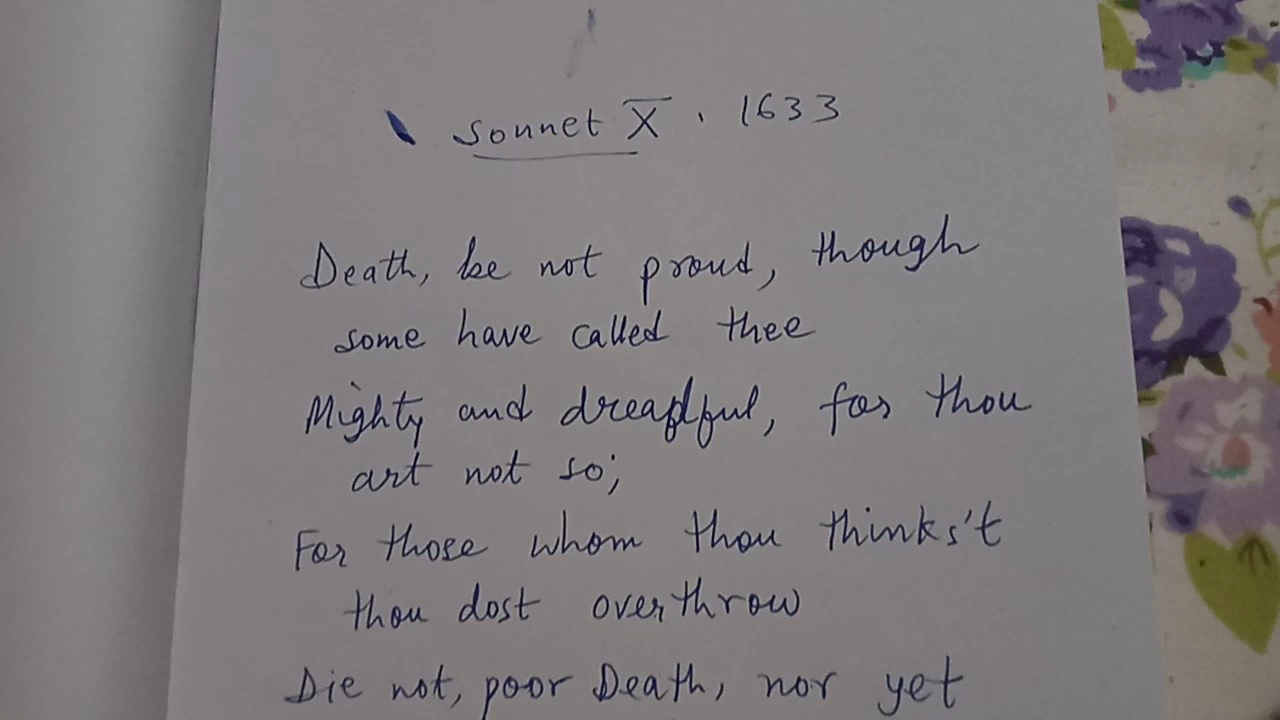 Sonnet X. 1633
Death, be not proud, though
some have called thee
Mighty and dreadful, for thou
art not so;
For those whom thou thinks't
thou dost overthrow
Die not, poor Death, nor yet